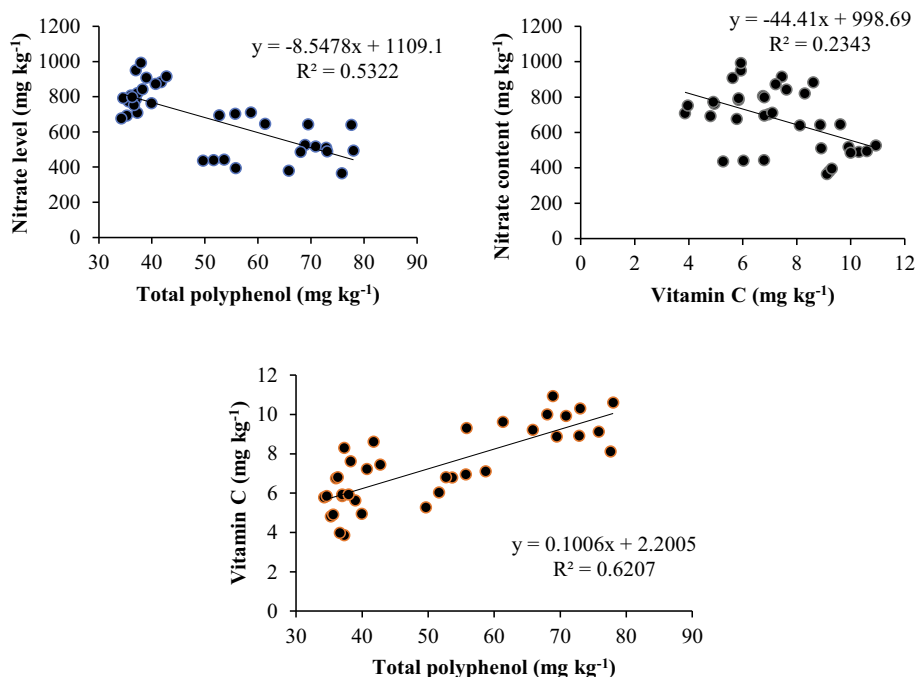 Nitrate level (mg kg⁻¹)
1200
1000
800
600
400
200
0
y = -8.5478x + 1109.1
R² = 0.5322
30 40 50 60 70 80 90
Total polyphenol (mg kg⁻¹)
Nitrate content (mg kg⁻¹)
1200
1000
800
600
400
200
0
y = -44.41x + 998.69
R² = 0.2343
0 2 4 6 8 10 12
Vitamin C (mg kg⁻¹)
Vitamin C (mg kg⁻¹)
12
10
8
6
4
2
0
y = 0.1006x + 2.2005
R² = 0.6207
30 40 50 60 70 80 90
Total polyphenol (mg kg⁻¹)